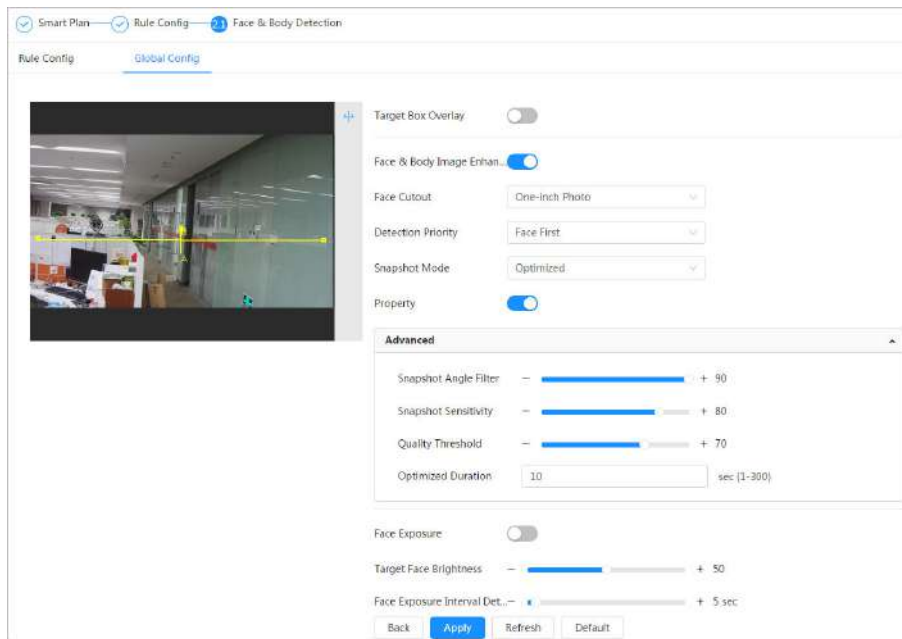 Smart Plan Rule Config 2.1 Face & Body Detection
Rule Config Global Config
Target Box Overlay
Face & Body Image Enhan...
Face Cutout One-inch Photo
Detection Priority Face First
Snapshot Mode Optimized
Property
Advanced
Snapshot Angle Filter − + 90
Snapshot Sensitivity − + 80
Quality Threshold − + 70
Optimized Duration 10 sec (1-300)
Face Exposure
Target Face Brightness − + 50
Face Exposure Interval Det... − + 5 sec
Back Apply Refresh Default